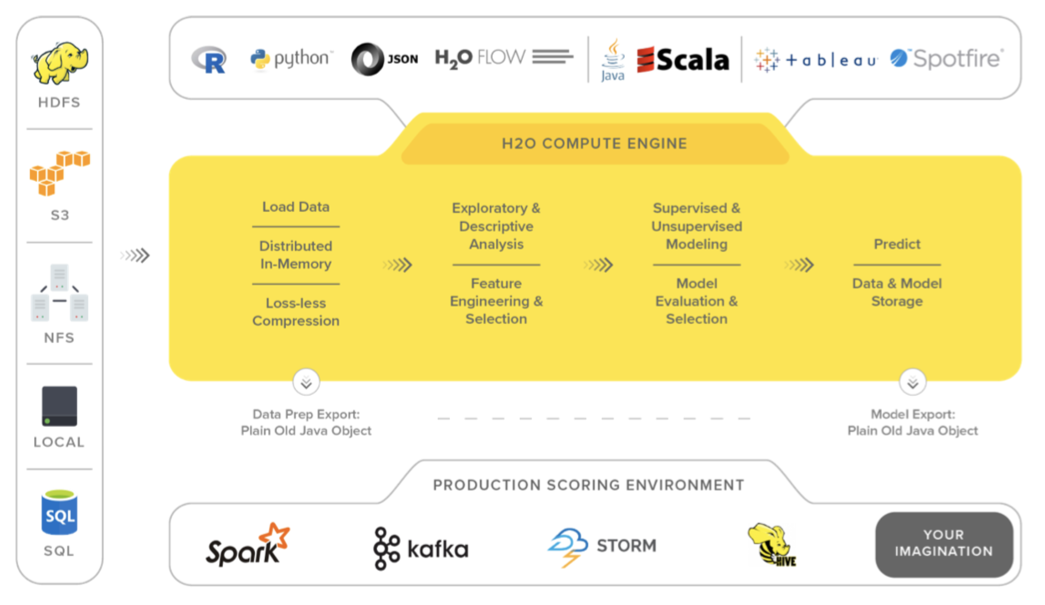 HDFS
S3
NFS
LOCAL
SQL
SQL
R
python
JSON
H2O FLOW
Java
Scala
+ableau
Spotfire
H2O COMPUTE ENGINE
Load Data
Distributed
In-Memory
Loss-less
Compression
Exploratory &
Descriptive
Analysis
Feature
Engineering &
Selection
Supervised &
Unsupervised
Modeling
Model
Evaluation &
Selection
Predict
Data & Model
Storage
Data Prep Export:
Plain Old Java Object
Model Export:
Plain Old Java Object
PRODUCTION SCORING ENVIRONMENT
Spark
kafka
STORM
HIVE
YOUR
IMAGINATION